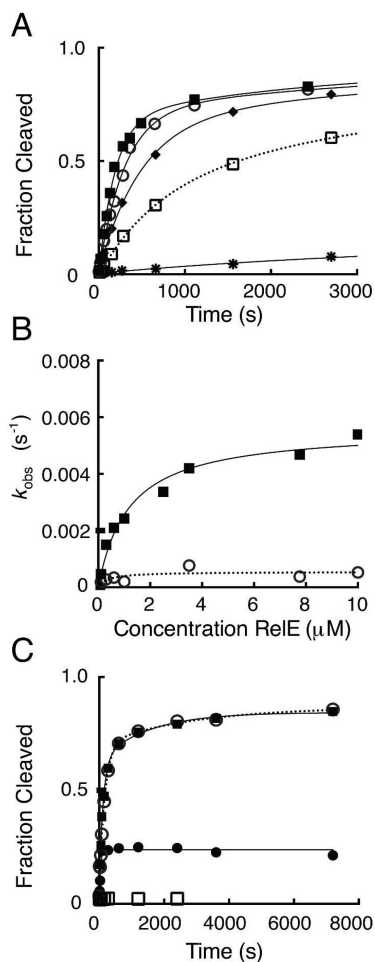 A
1.0
0.5
0
Fraction Cleaved
0 1000 2000 3000
Time (s)
B
0.008
0.006
0.004
0.002
0
kobs (s-1)
2 4 6 8 10
Concentration RelE (μM)
C
1.0
0.5
0
Fraction Cleaved
0 2000 4000 6000 8000
Time (s)